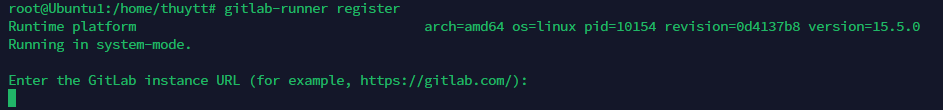 root@Ubuntu1:/home/thuytt# gitlab-runner register
Runtime platform                                    arch=amd64 os=linux pid=10154 revision=0d4137b8 version=15.5.0
Running in system-mode.
Enter the GitLab instance URL (for example, https://gitlab.com/):